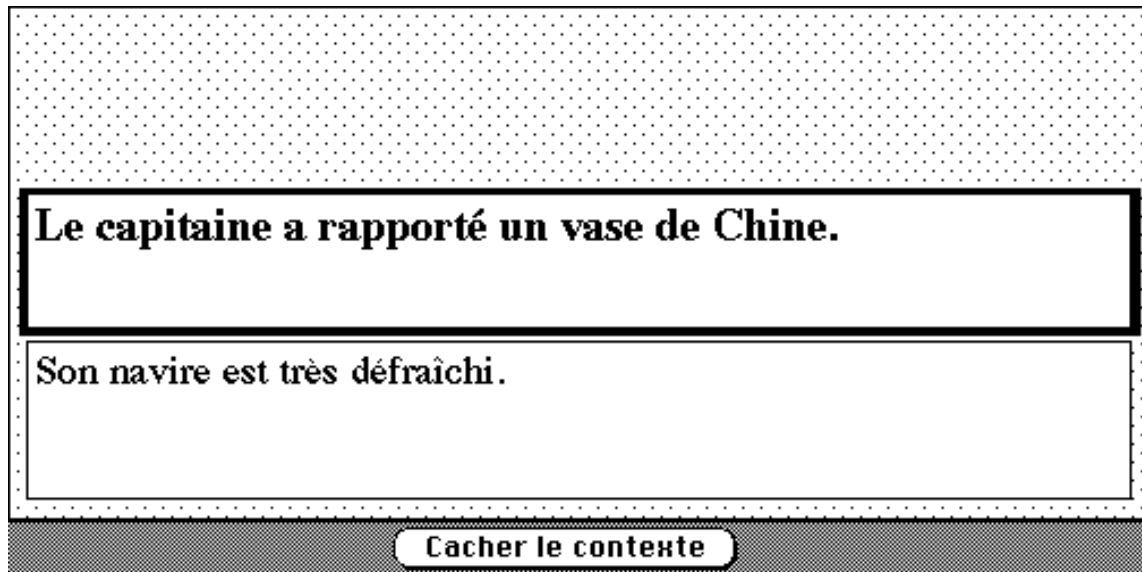 Le capitaine a rapporté un vase de Chine.
Son navire est très défraîchi.
Cacher le contexte